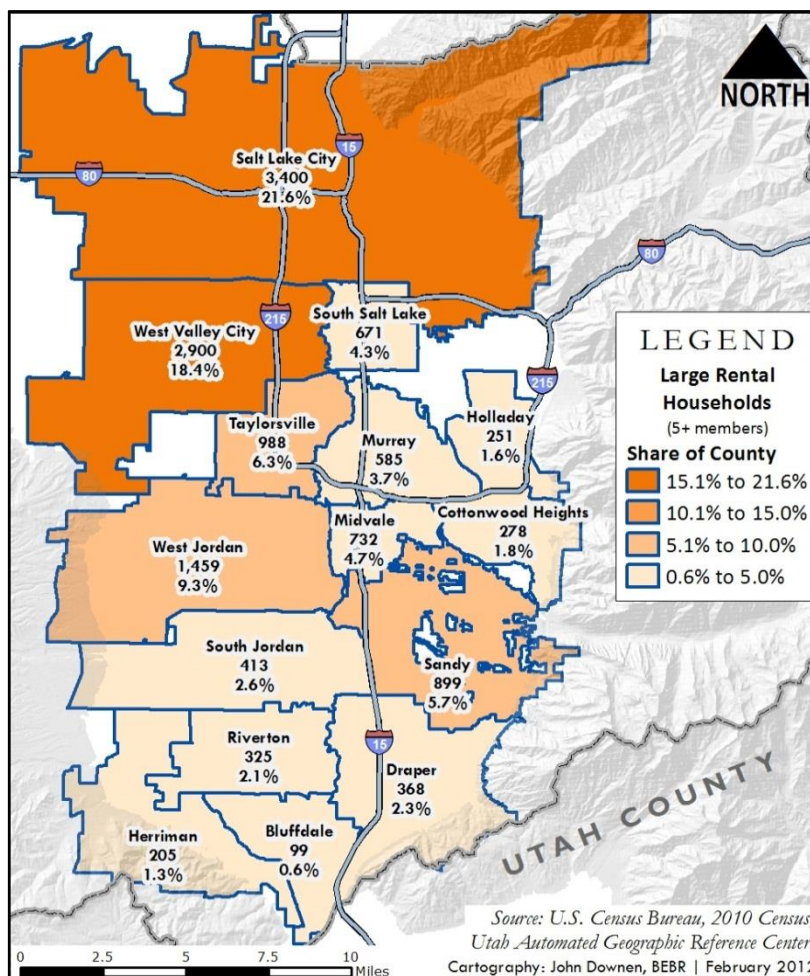 NORTH
15
Salt Lake City
3,400
21.6%
80
80
West Valley City
2,900
18.4%
215
South Salt Lake
671
4.3%
215
Taylorsville
988
6.3%
Murray
585
3.7%
Holladay
251
1.6%
Midvale
732
4.7%
Cottonwood Heights
278
1.8%
West Jordan
1,459
9.3%
South Jordan
413
2.6%
Sandy
899
5.7%
Riverton
325
2.1%
15
Draper
368
2.3%
Herriman
205
1.3%
Bluffdale
99
0.6%
UTAH COUNTY
LEGEND
Large Rental
Households
(5+ members)
Share of County
15.1% to 21.6%
10.1% to 15.0%
5.1% to 10.0%
0.6% to 5.0%
Source: U.S. Census Bureau, 2010 Census
Utah Automated Geographic Reference Center
Cartography: John Downen, BEBR | February 201
0 2.5 5 7.5 10
Miles